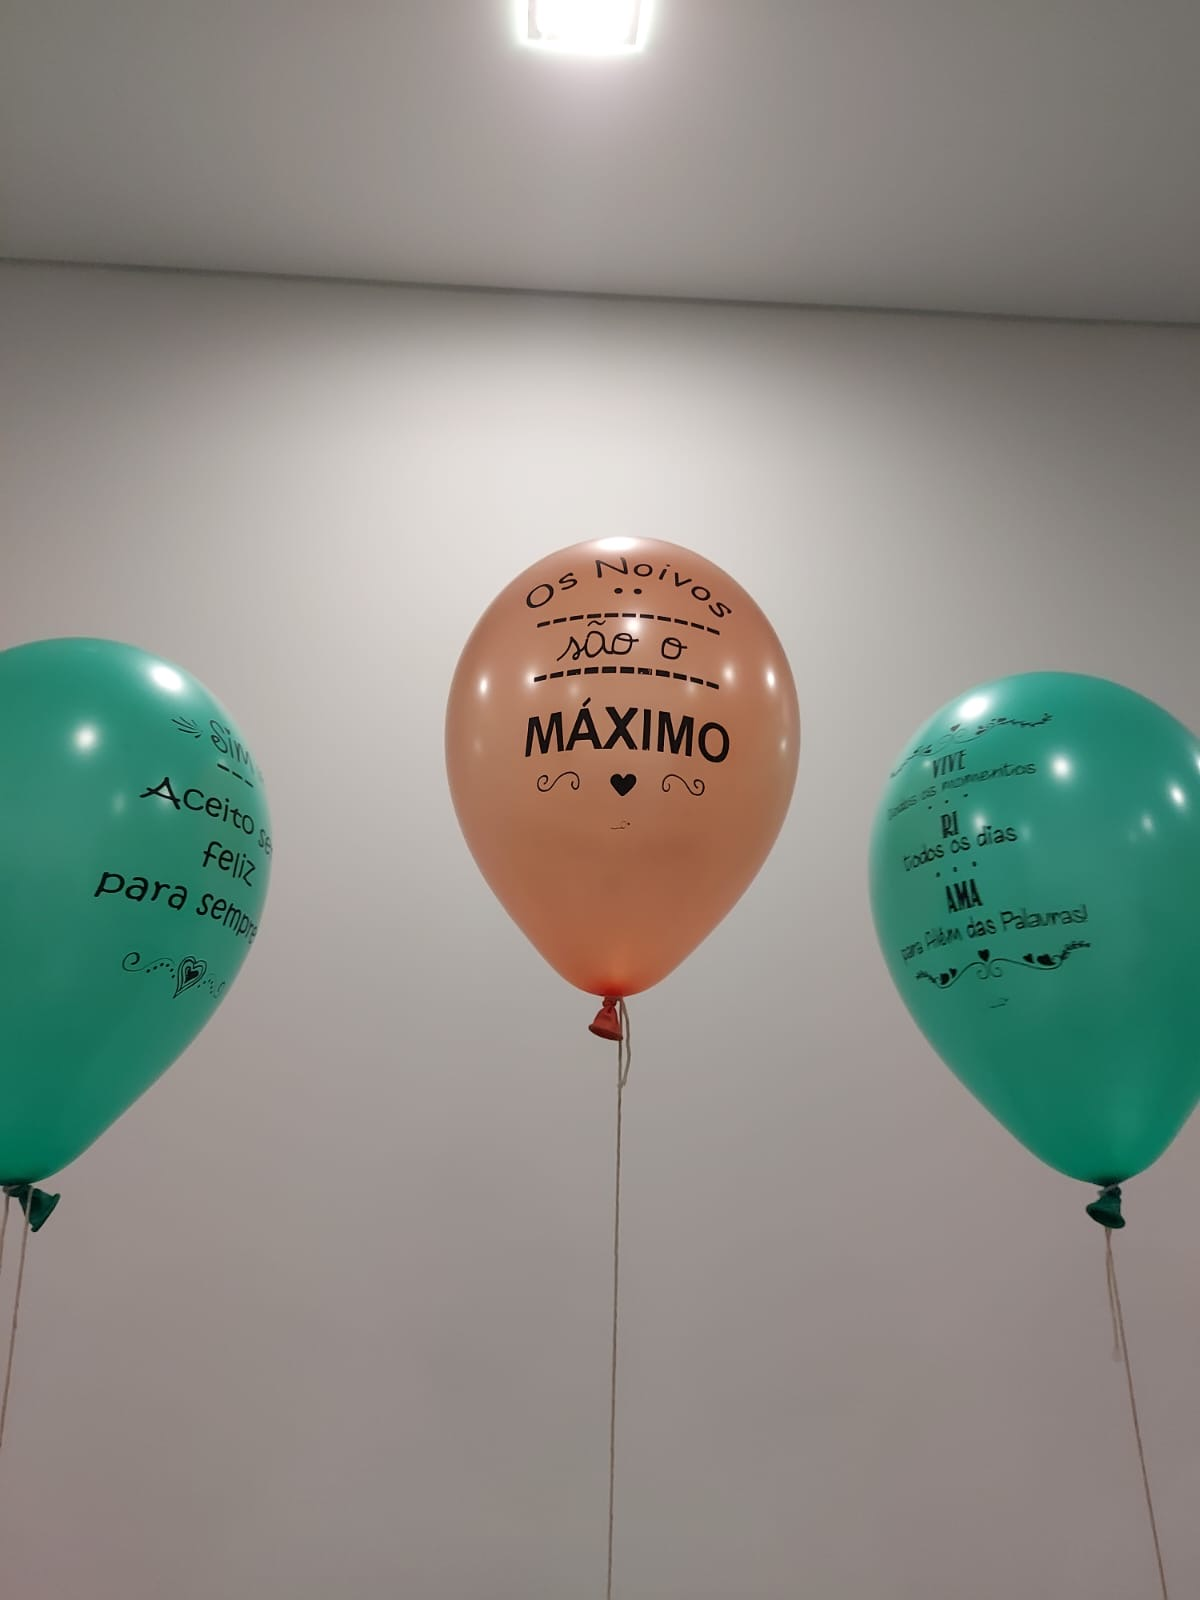 SIM
Aceito ser
feliz
para sempre
Os Noivos
são o
MÁXIMO
VIVE
todos os momentos
RI
todos os dias
AMA
para Além das Palavras!